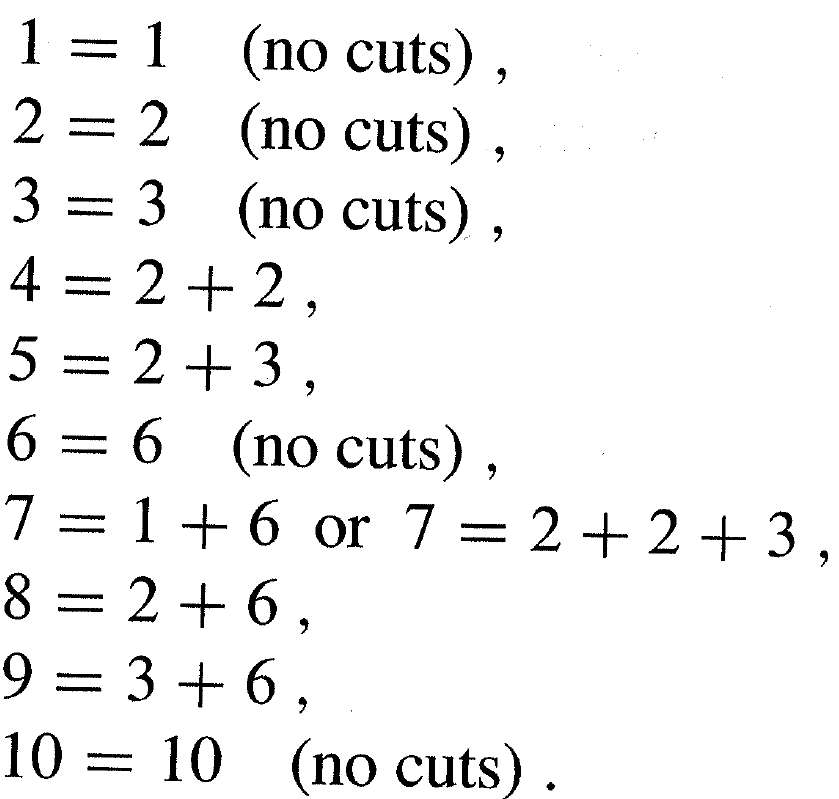 1 = 1 (no cuts) ,
2 = 2 (no cuts) ,
3 = 3 (no cuts) ,
4 = 2 + 2 ,
5 = 2 + 3 ,
6 = 6 (no cuts) ,
7 = 1 + 6 or 7 = 2 + 2 + 3 ,
8 = 2 + 6 ,
9 = 3 + 6 ,
10 = 10 (no cuts) .